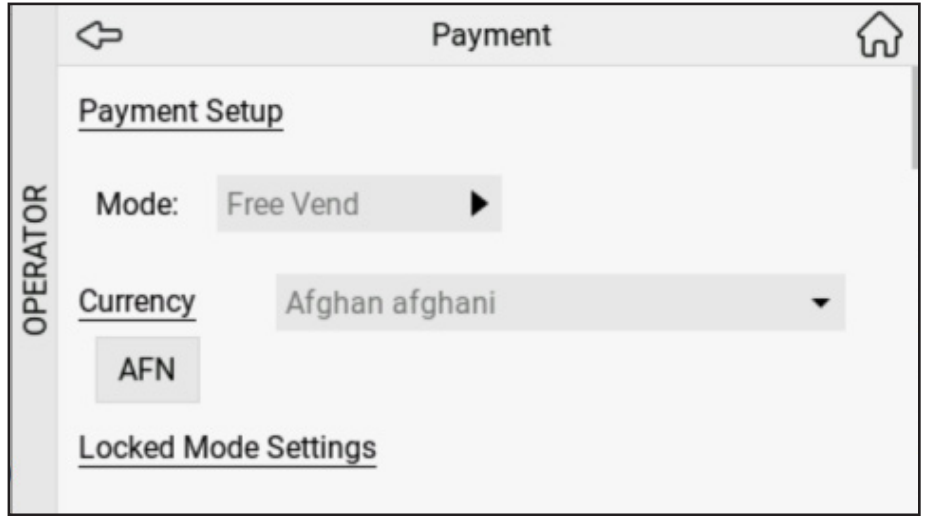 Payment
OPERATOR
Payment Setup
Mode: Free Vend
Currency Afghan afghani
AFN
Locked Mode Settings